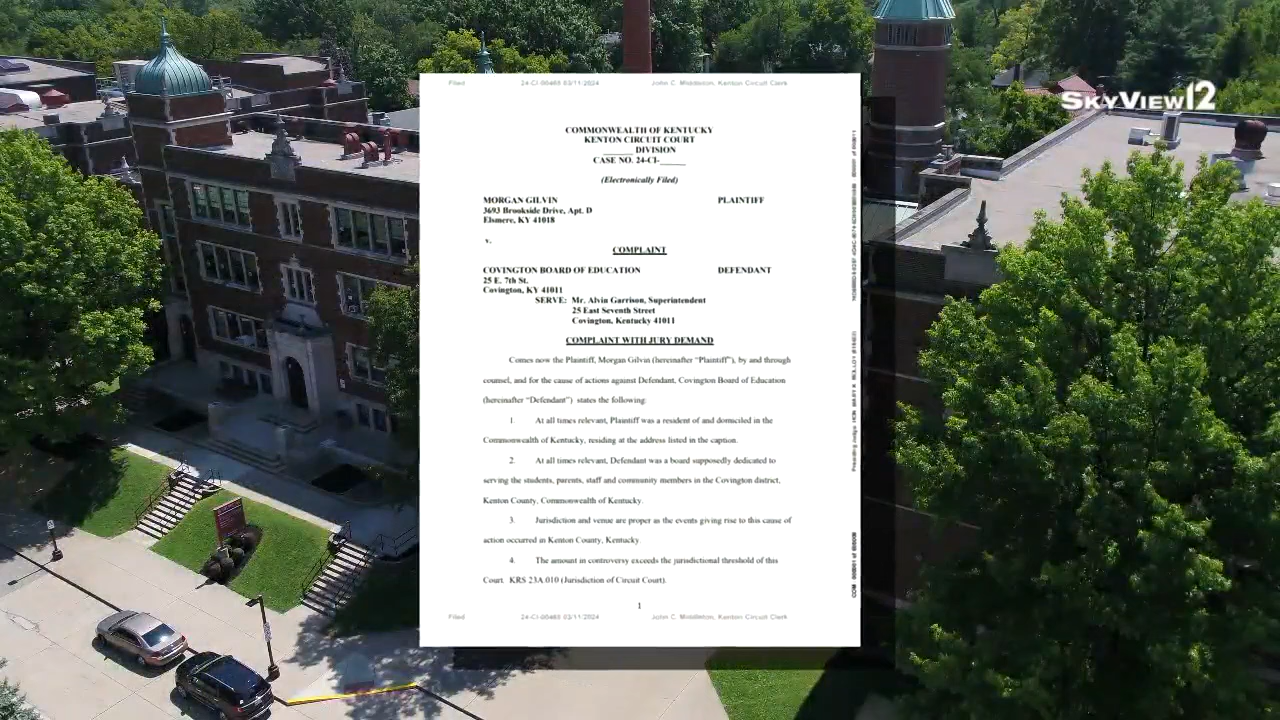 SKYVIEW12
Filed 24-CI-00468 03/11/2024 John C. Middleton, Kenton Circuit Clerk
COMMONWEALTH OF KENTUCKY
KENTON CIRCUIT COURT
______ DIVISION
CASE NO. 24-CI-______
(Electronically Filed)
MORGAN GILVIN PLAINTIFF
3693 Brookside Drive, Apt. D
Elsmere, KY 41018
v.
COMPLAINT
COVINGTON BOARD OF EDUCATION DEFENDANT
25 E. 7th St.
Covington, KY 41011
SERVE: Mr. Alvin Garrison, Superintendent
25 East Seventh Street
Covington, Kentucky 41011
COMPLAINT WITH JURY DEMAND
Comes now the Plaintiff, Morgan Gilvin (hereinafter “Plaintiff”), by and through
counsel, and for the cause of actions against Defendant, Covington Board of Education
(hereinafter “Defendant”) states the following:
1. At all times relevant, Plaintiff was a resident of and domiciled in the
Commonwealth of Kentucky, residing at the address listed in the caption.
2. At all times relevant, Defendant was a board supposedly dedicated to
serving the students, parents, staff and community members in the Covington district,
Kenton County, Commonwealth of Kentucky.
3. Jurisdiction and venue are proper as the events giving rise to this cause of
action occurred in Kenton County, Kentucky.
4. The amount in controversy exceeds the jurisdictional threshold of this
Court. KRS 23A.010 (Jurisdiction of Circuit Court).
1
Filed 24-CI-00468 03/11/2024 John C. Middleton, Kenton Circuit Clerk